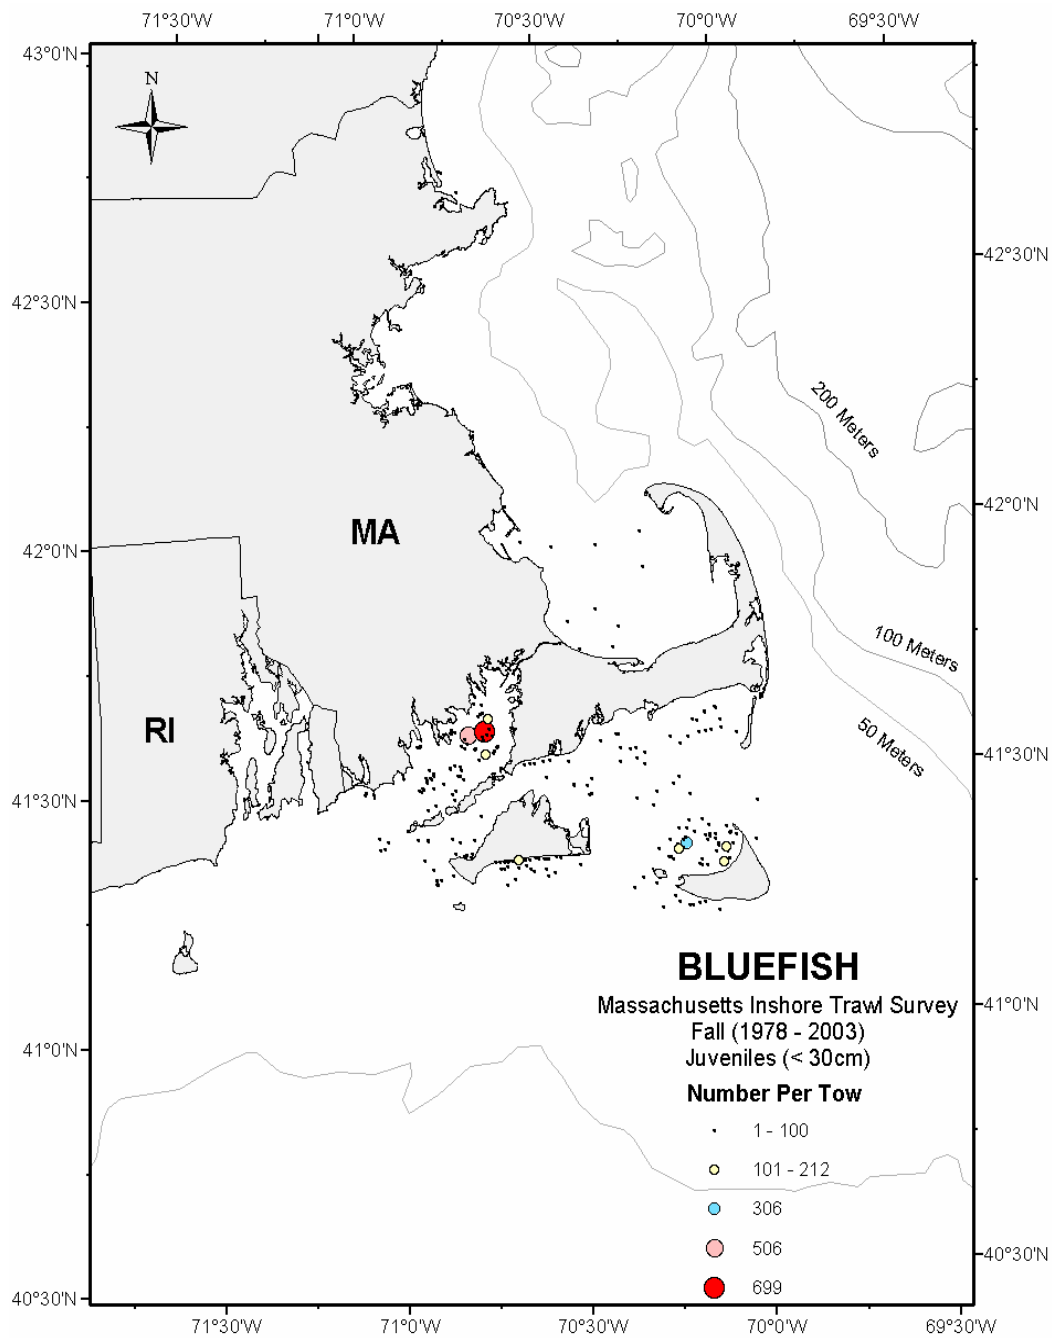 71°30'W 71°0'W 70°30'W 70°0'W 69°30'W
43°0'N
N
42°30'N
42°30'N
200 Meters
42°0'N
MA
42°0'N
100 Meters
RI
50 Meters
41°30'N
41°30'N
BLUEFISH
Massachusetts Inshore Trawl Survey
41°0'N
Fall (1978 - 2003)
41°0'N
Juveniles (< 30cm)
Number Per Tow
1 - 100
101 - 212
306
506
40°30'N
699
40°30'N
71°30'W 71°0'W 70°30'W 70°0'W 69°30'W